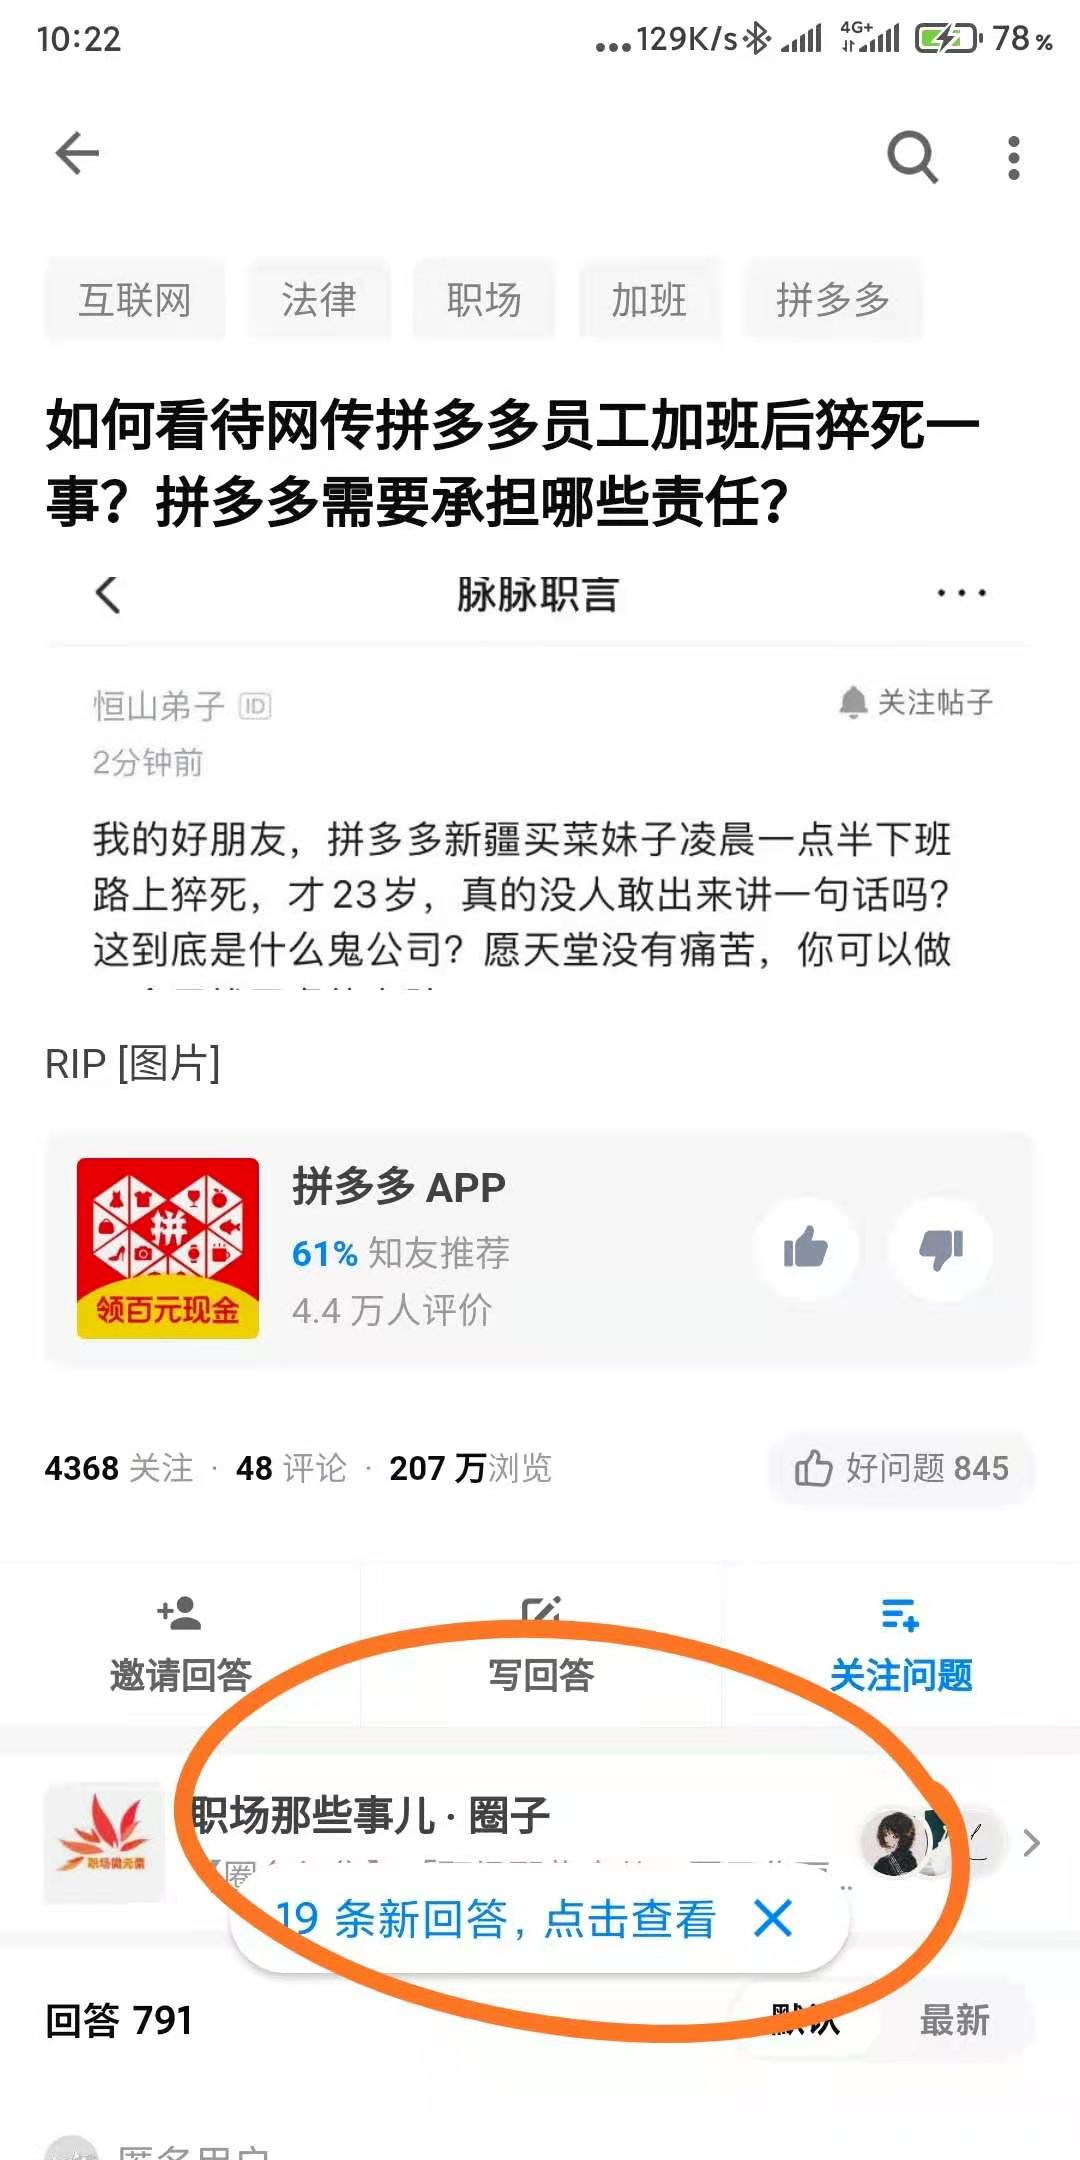 10:22
...129K/s 4G+ 78%
互联网 法律 职场 加班 拼多多
如何看待网传拼多多员工加班后猝死一
事？拼多多需要承担哪些责任？
脉脉职言
恒山弟子 ID 关注帖子
2分钟前
我的好朋友，拼多多新疆买菜妹子凌晨一点半下班
路上猝死，才23岁，真的没人敢出来讲一句话吗？
这到底是什么鬼公司？愿天堂没有痛苦，你可以做
RIP [图片]
拼
领百元现金
拼多多 APP
61% 知友推荐
4.4 万人评价
4368 关注 · 48 评论 · 207 万浏览
好问题 845
邀请回答 写回答 关注问题
职场那些事儿 · 圈子
职场微元素
19 条新回答，点击查看
回答 791
默认 最新
匿名用户